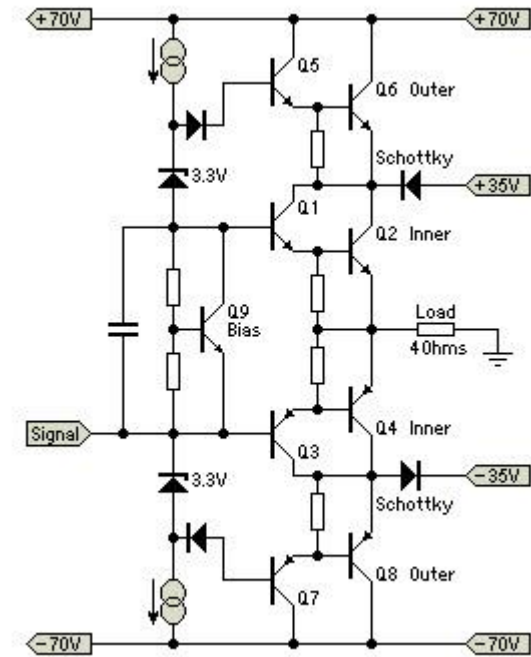 +70V +70V
Q5
Q6 Outer
Schottky
3.3V
+35V
Q1
Q2 Inner
Q9
Bias
Load
4Ohms
Signal
Q4 Inner
Q3
3.3V
-35V
Schottky
Q8 Outer
Q7
-70V -70V